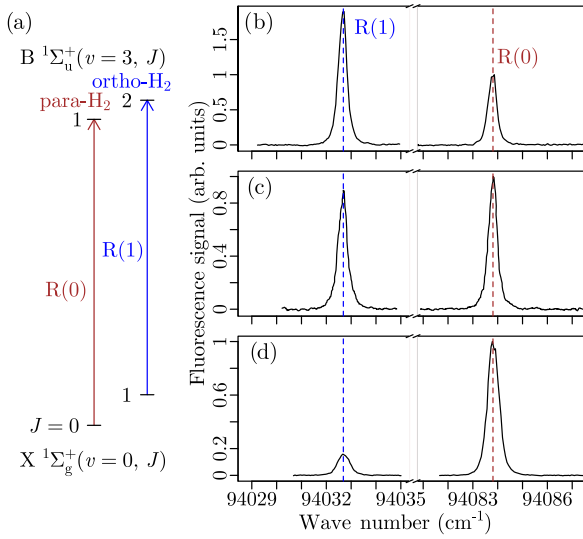 (a)
B ¹Σᵤ⁺(v = 3, J)
ortho-H₂
para-H₂
2
1
R(1)
R(0)
1
J = 0
X ¹Σg⁺(v = 0, J)
Fluorescence signal (arb. units)
(b)
R(1)
R(0)
1.5
1
0.5
0
(c)
0.8
0.4
0
(d)
1
0.6
0.2
0
94029 94032 94035 94083 94086
Wave number (cm⁻¹)